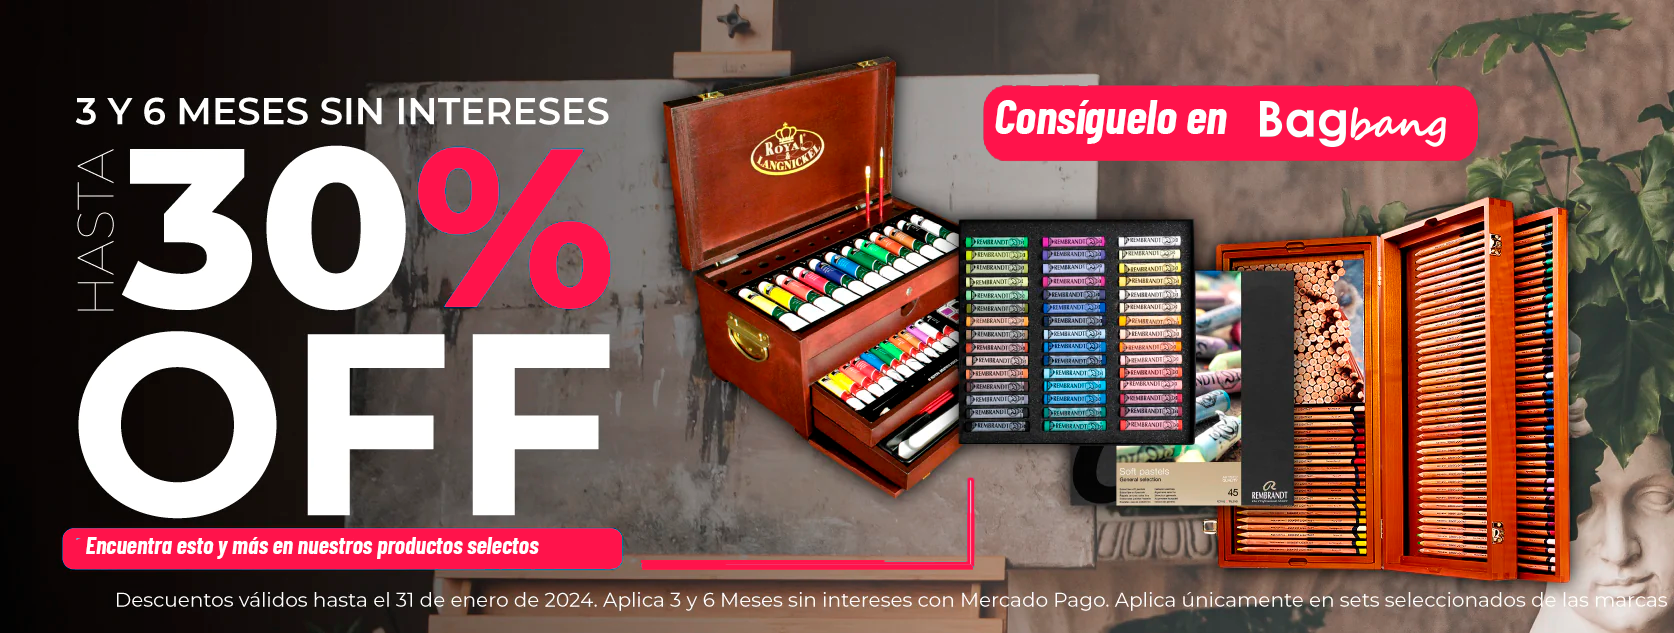 3 Y 6 MESES SIN INTERESES
HASTA
30%
OFF
Encuentra esto y más en nuestros productos selectos
Consíguelo en Bagbang
ROYAL &
LANGNICKEL
REMBRANDT
Soft pastels
General selection
45
REMBRANDT
Descuentos válidos hasta el 31 de enero de 2024. Aplica 3 y 6 Meses sin intereses con Mercado Pago. Aplica únicamente en sets seleccionados de las marcas